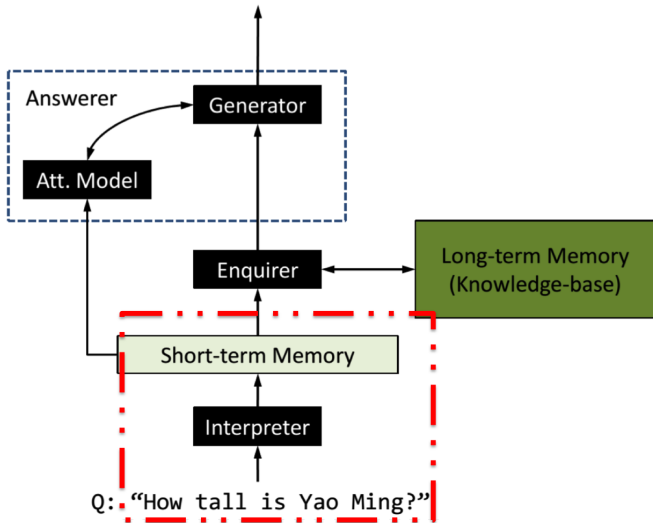 Answerer
Generator
Att. Model
Enquirer
Long-term Memory
(Knowledge-base)
Short-term Memory
Interpreter
Q: “How tall is Yao Ming?”